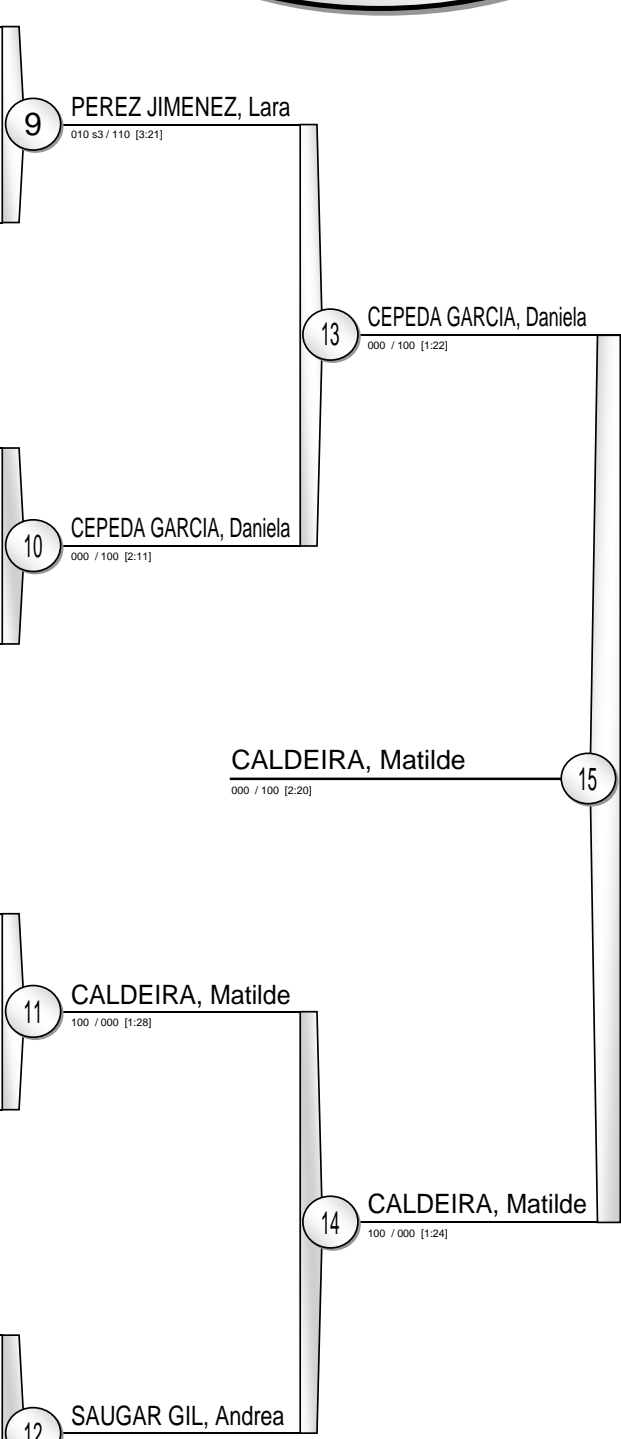 9
PEREZ JIMENEZ, Lara
010 s3 / 110 [3:21]
13
CEPEDA GARCIA, Daniela
000 / 100 [1:22]
10
CEPEDA GARCIA, Daniela
000 / 100 [2:11]
CALDEIRA, Matilde
000 / 100 [2:20]
15
11
CALDEIRA, Matilde
100 / 000 [1:28]
14
CALDEIRA, Matilde
100 / 000 [1:24]
12
SAUGAR GIL, Andrea